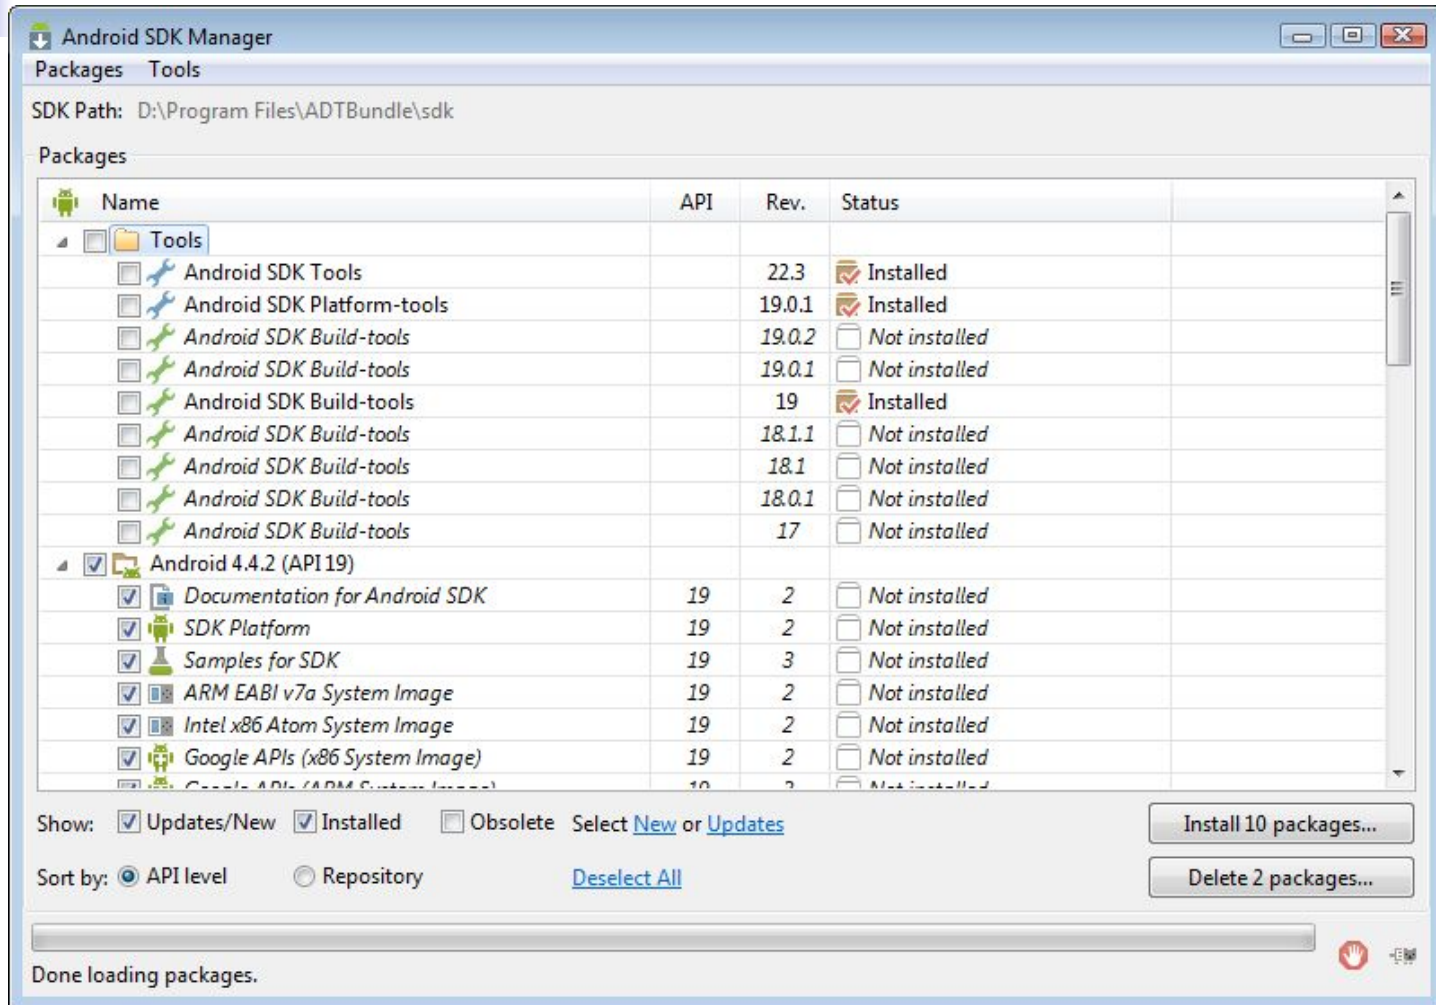 Android SDK Manager
Packages Tools
SDK Path: D:\Program Files\ADTBundle\sdk
Packages
Name API Rev. Status
Tools
Android SDK Tools 22.3 Installed
Android SDK Platform-tools 19.0.1 Installed
Android SDK Build-tools 19.0.2 Not installed
Android SDK Build-tools 19.0.1 Not installed
Android SDK Build-tools 19 Installed
Android SDK Build-tools 18.1.1 Not installed
Android SDK Build-tools 18.1 Not installed
Android SDK Build-tools 18.0.1 Not installed
Android SDK Build-tools 17 Not installed
Android 4.4.2 (API 19)
Documentation for Android SDK 19 2 Not installed
SDK Platform 19 2 Not installed
Samples for SDK 19 3 Not installed
ARM EABI v7a System Image 19 2 Not installed
Intel x86 Atom System Image 19 2 Not installed
Google APIs (x86 System Image) 19 2 Not installed
Google APIs (ARM System Image) 19 Not installed
Show: Updates/New Installed Obsolete Select New or Updates Install 10 packages...
Sort by: API level Repository Deselect All Delete 2 packages...
Done loading packages.